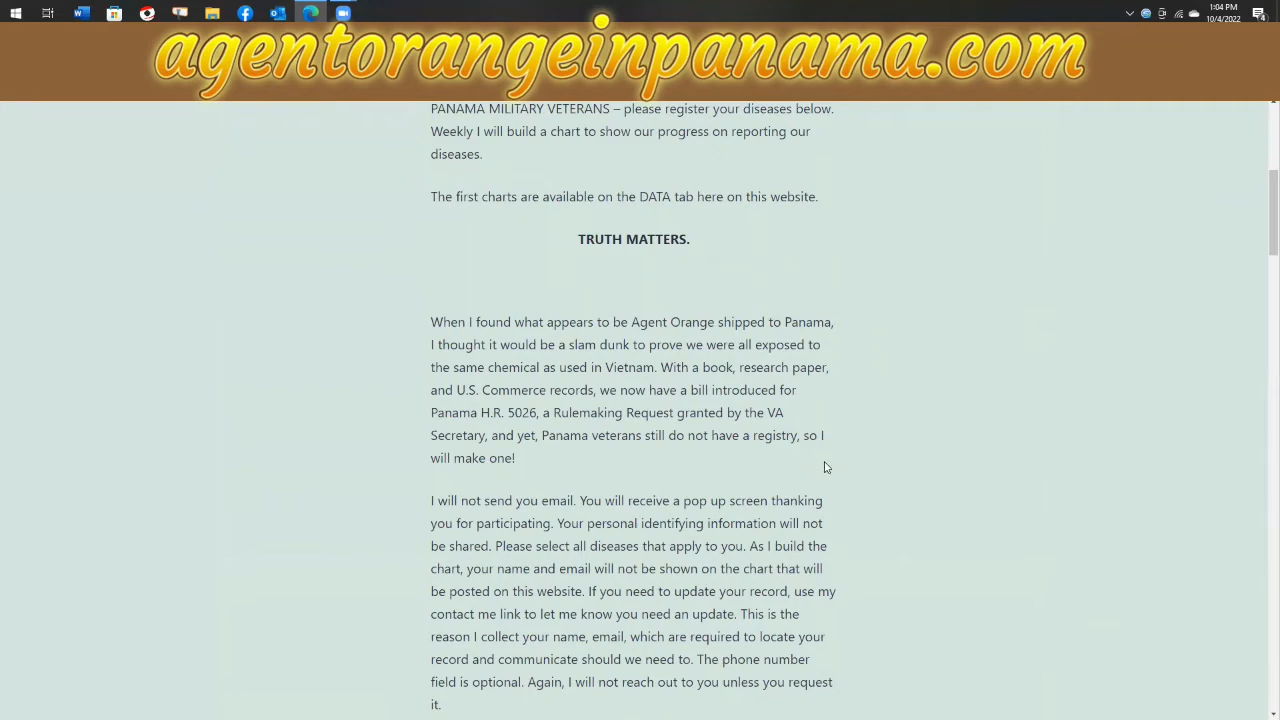 1:04 PM
10/4/2022
agentorangeinpanama.com
PANAMA MILITARY VETERANS – please register your diseases below.
Weekly I will build a chart to show our progress on reporting our
diseases.
The first charts are available on the DATA tab here on this website.
TRUTH MATTERS.
When I found what appears to be Agent Orange shipped to Panama,
I thought it would be a slam dunk to prove we were all exposed to
the same chemical as used in Vietnam. With a book, research paper,
and U.S. Commerce records, we now have a bill introduced for
Panama H.R. 5026, a Rulemaking Request granted by the VA
Secretary, and yet, Panama veterans still do not have a registry, so I
will make one!
I will not send you email. You will receive a pop up screen thanking
you for participating. Your personal identifying information will not
be shared. Please select all diseases that apply to you. As I build the
chart, your name and email will not be shown on the chart that will
be posted on this website. If you need to update your record, use my
contact me link to let me know you need an update. This is the
reason I collect your name, email, which are required to locate your
record and communicate should we need to. The phone number
field is optional. Again, I will not reach out to you unless you request
it.